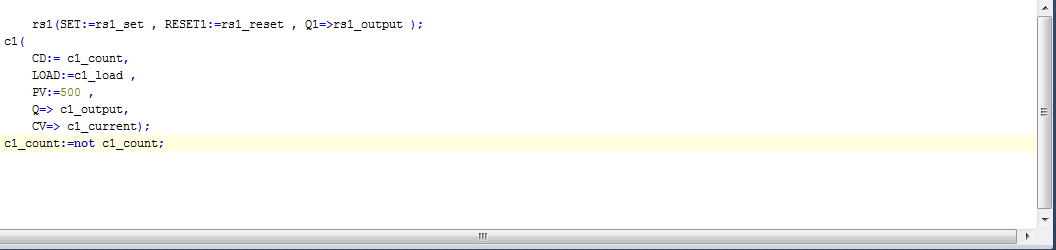 rs1(SET:=rs1_set , RESET1:=rs1_reset , Q1=>rs1_output );
c1(
CD:= c1_count,
LOAD:=c1_load ,
PV:=500 ,
Q=> c1_output,
CV=> c1_current);
c1_count:=not c1_count;